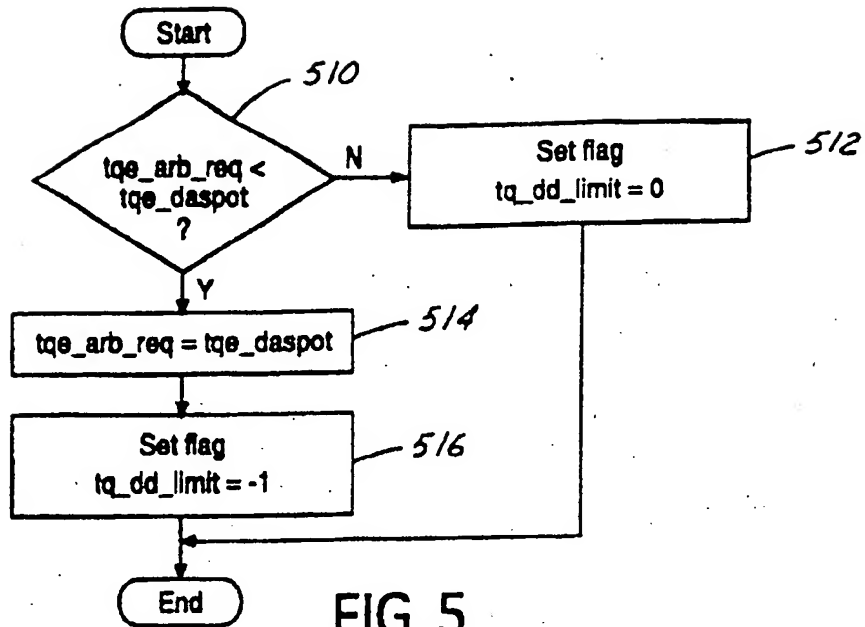 Start
510
tqe_arb_req <
tqe_daspot
?
N
Set flag
tq_dd_limit = 0
512
Y
tqe_arb_req = tqe_daspot
514
Set flag
tq_dd_limit = -1
516
End
FIG. 5